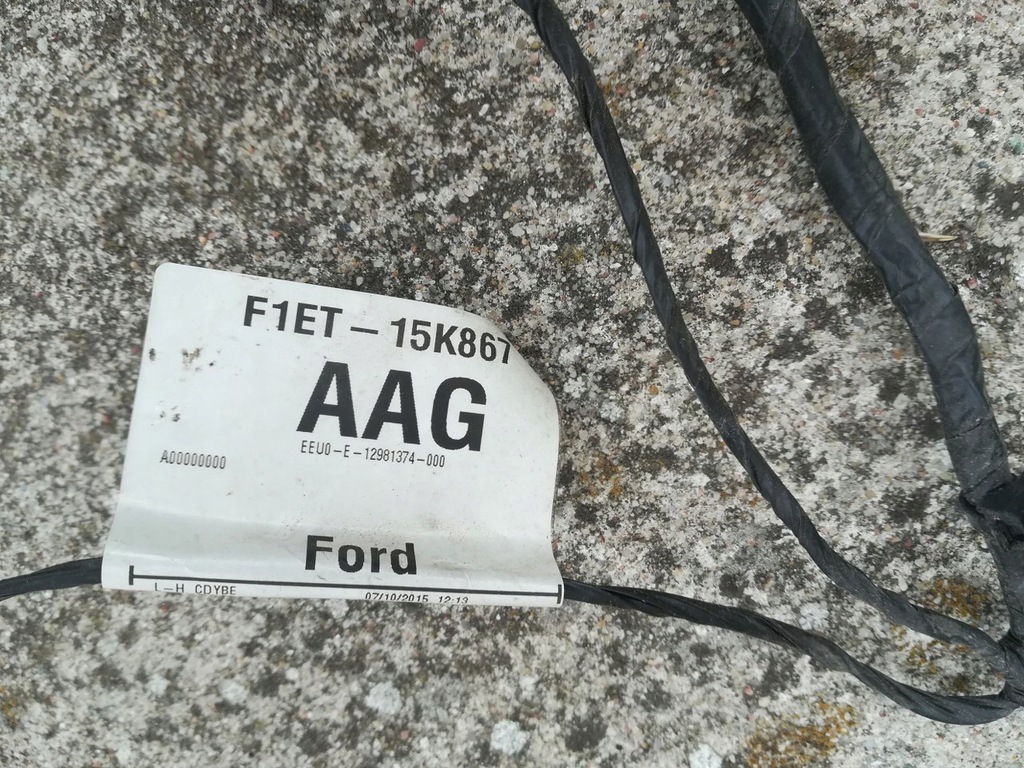 F1ET-15K867
AAG
EEU0-E-12981374-000
A00000000
Ford
L-H CDYBE
07/10/2015 12:13